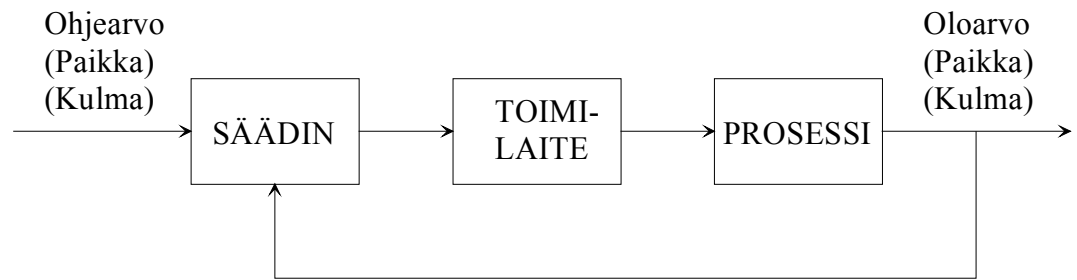 Ohjearvo
(Paikka)
(Kulma)
SÄÄDIN
TOIMI-
LAITE
PROSESSI
Oloarvo
(Paikka)
(Kulma)